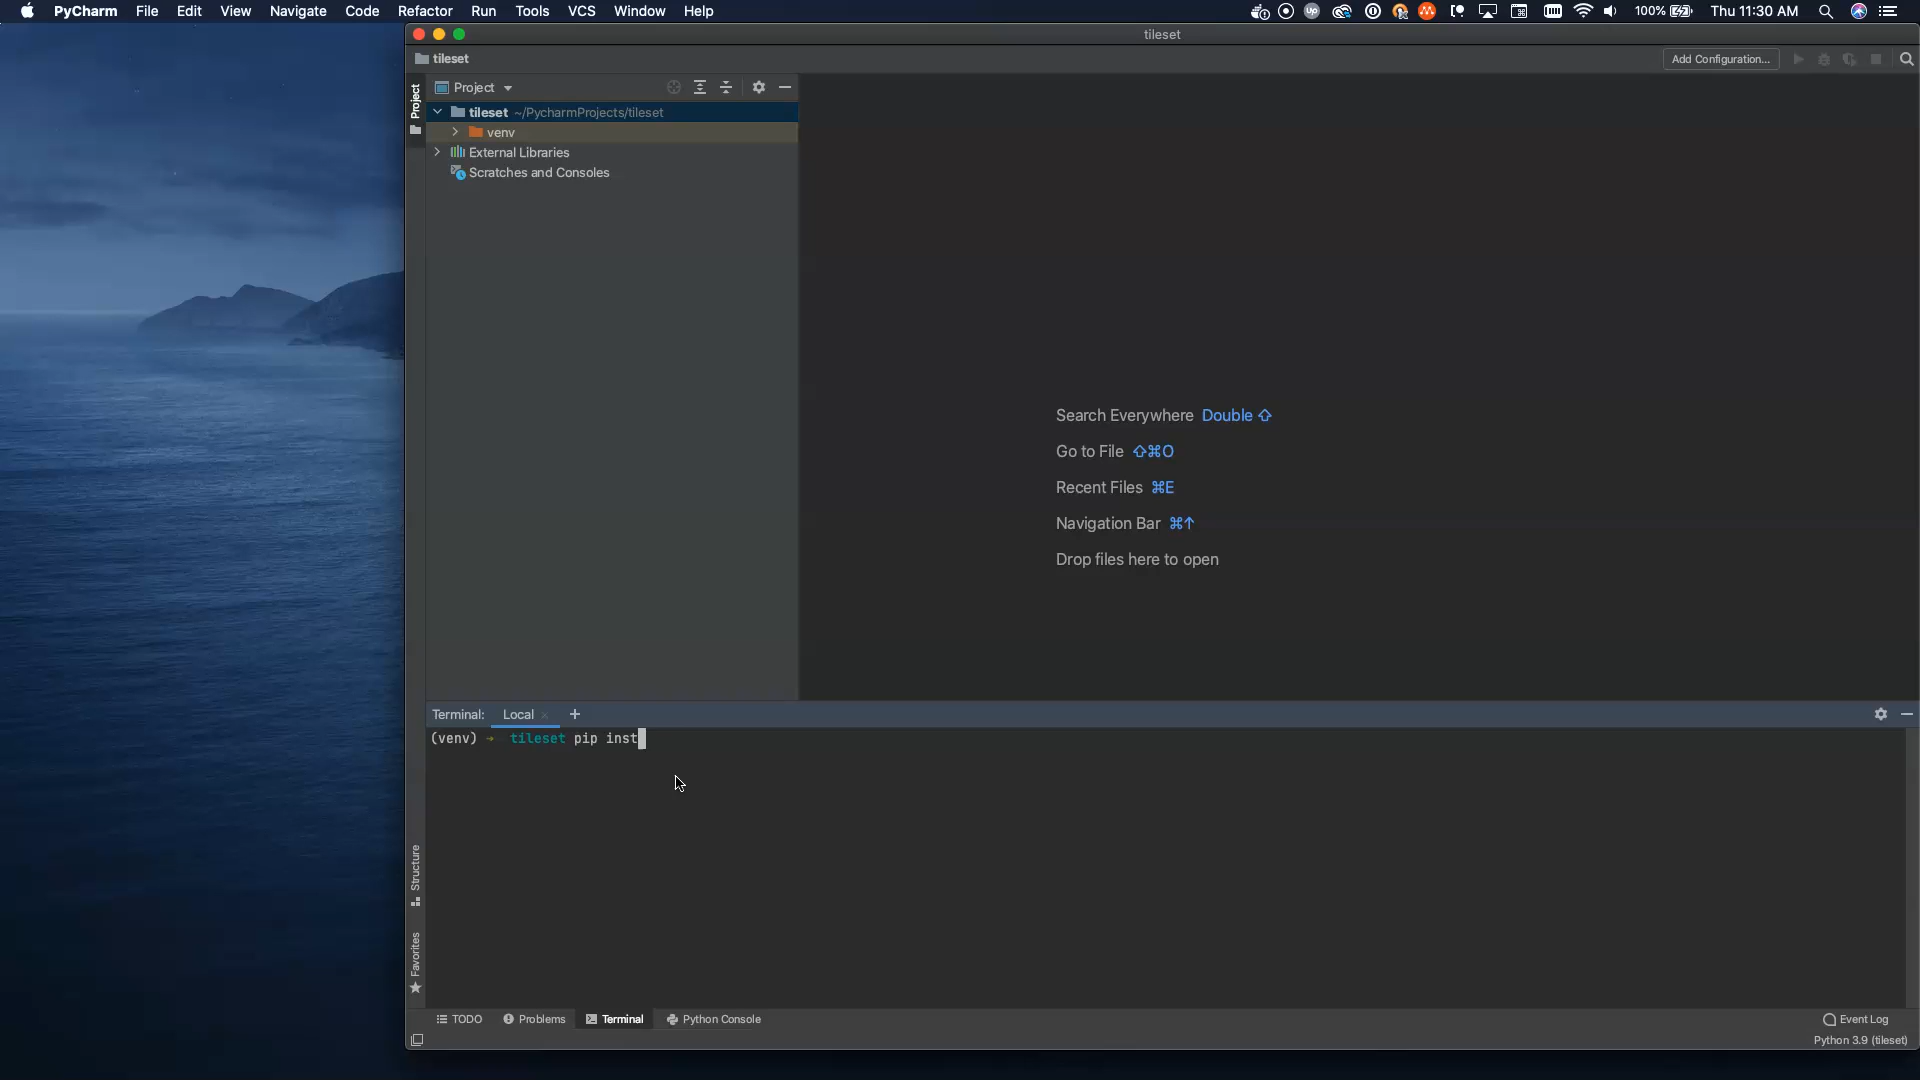 PyCharm File Edit View Navigate Code Refactor Run Tools VCS Window Help
100% Thu 11:30 AM
tileset
tileset
Add Configuration...
Project
Project
tileset ~/PycharmProjects/tileset
venv
External Libraries
Scratches and Consoles
Search Everywhere Double ⇧
Go to File ⇧⌘O
Recent Files ⌘E
Navigation Bar ⌘↑
Drop files here to open
Terminal: Local +
(venv) → tileset pip inst
Structure
Favorites
TODO Problems Terminal Python Console
Event Log
Python 3.9 (tileset)